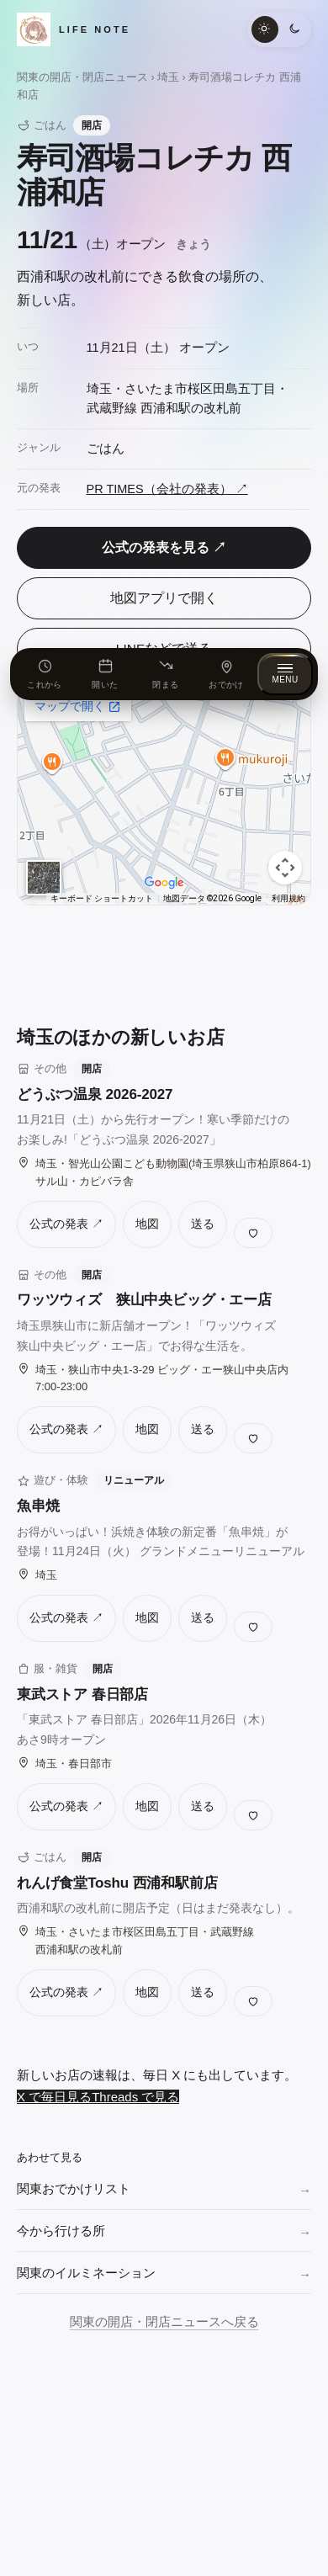 LIFE NOTE
関東の開店・閉店ニュース › 埼玉 › 寿司酒場コレチカ 西浦
和店
ごはん 開店
寿司酒場コレチカ 西
浦和店
11/21（土）オープン きょう
西浦和駅の改札前にできる飲食の場所の、
新しい店。
いつ 11月21日（土） オープン
場所 埼玉・さいたま市桜区田島五丁目・
武蔵野線 西浦和駅の改札前
ジャンル ごはん
元の発表 PR TIMES（会社の発表） ↗
公式の発表を見る ↗
地図アプリで開く
LINEなどで送る
これから 開いた 閉まる おでかけ MENU
マップで開く
mukuroji
さいた
6丁目
2丁目
Google
キーボード ショートカット 地図データ ©2026 Google 利用規約
埼玉のほかの新しいお店
その他 開店
どうぶつ温泉 2026-2027
11月21日（土）から先行オープン！寒い季節だけの
お楽しみ!「どうぶつ温泉 2026-2027」
埼玉・智光山公園こども動物園(埼玉県狭山市柏原864-1)
サル山・カピバラ舎
公式の発表 ↗ 地図 送る
その他 開店
ワッツウィズ 狭山中央ビッグ・エー店
埼玉県狭山市に新店舗オープン！「ワッツウィズ
狭山中央ビッグ・エー店」でお得な生活を。
埼玉・狭山市中央1-3-29 ビッグ・エー狭山中央店内
7:00-23:00
公式の発表 ↗ 地図 送る
遊び・体験 リニューアル
魚串焼
お得がいっぱい！浜焼き体験の新定番「魚串焼」が
登場！11月24日（火） グランドメニューリニューアル
埼玉
公式の発表 ↗ 地図 送る
服・雑貨 開店
東武ストア 春日部店
「東武ストア 春日部店」2026年11月26日（木）
あさ9時オープン
埼玉・春日部市
公式の発表 ↗ 地図 送る
ごはん 開店
れんげ食堂Toshu 西浦和駅前店
西浦和駅の改札前に開店予定（日はまだ発表なし）。
埼玉・さいたま市桜区田島五丁目・武蔵野線
西浦和駅の改札前
公式の発表 ↗ 地図 送る
新しいお店の速報は、毎日 X にも出しています。
X で毎日見るThreads で見る
あわせて見る
関東おでかけリスト →
今から行ける所 →
関東のイルミネーション →
関東の開店・閉店ニュースへ戻る